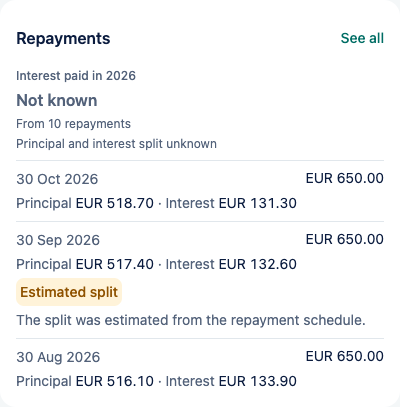 Repayments
See all
Interest paid in 2026
Not known
From 10 repayments
Principal and interest split unknown
30 Oct 2026
EUR 650.00
Principal EUR 518.70 · Interest EUR 131.30
30 Sep 2026
EUR 650.00
Principal EUR 517.40 · Interest EUR 132.60
Estimated split
The split was estimated from the repayment schedule.
30 Aug 2026
EUR 650.00
Principal EUR 516.10 · Interest EUR 133.90